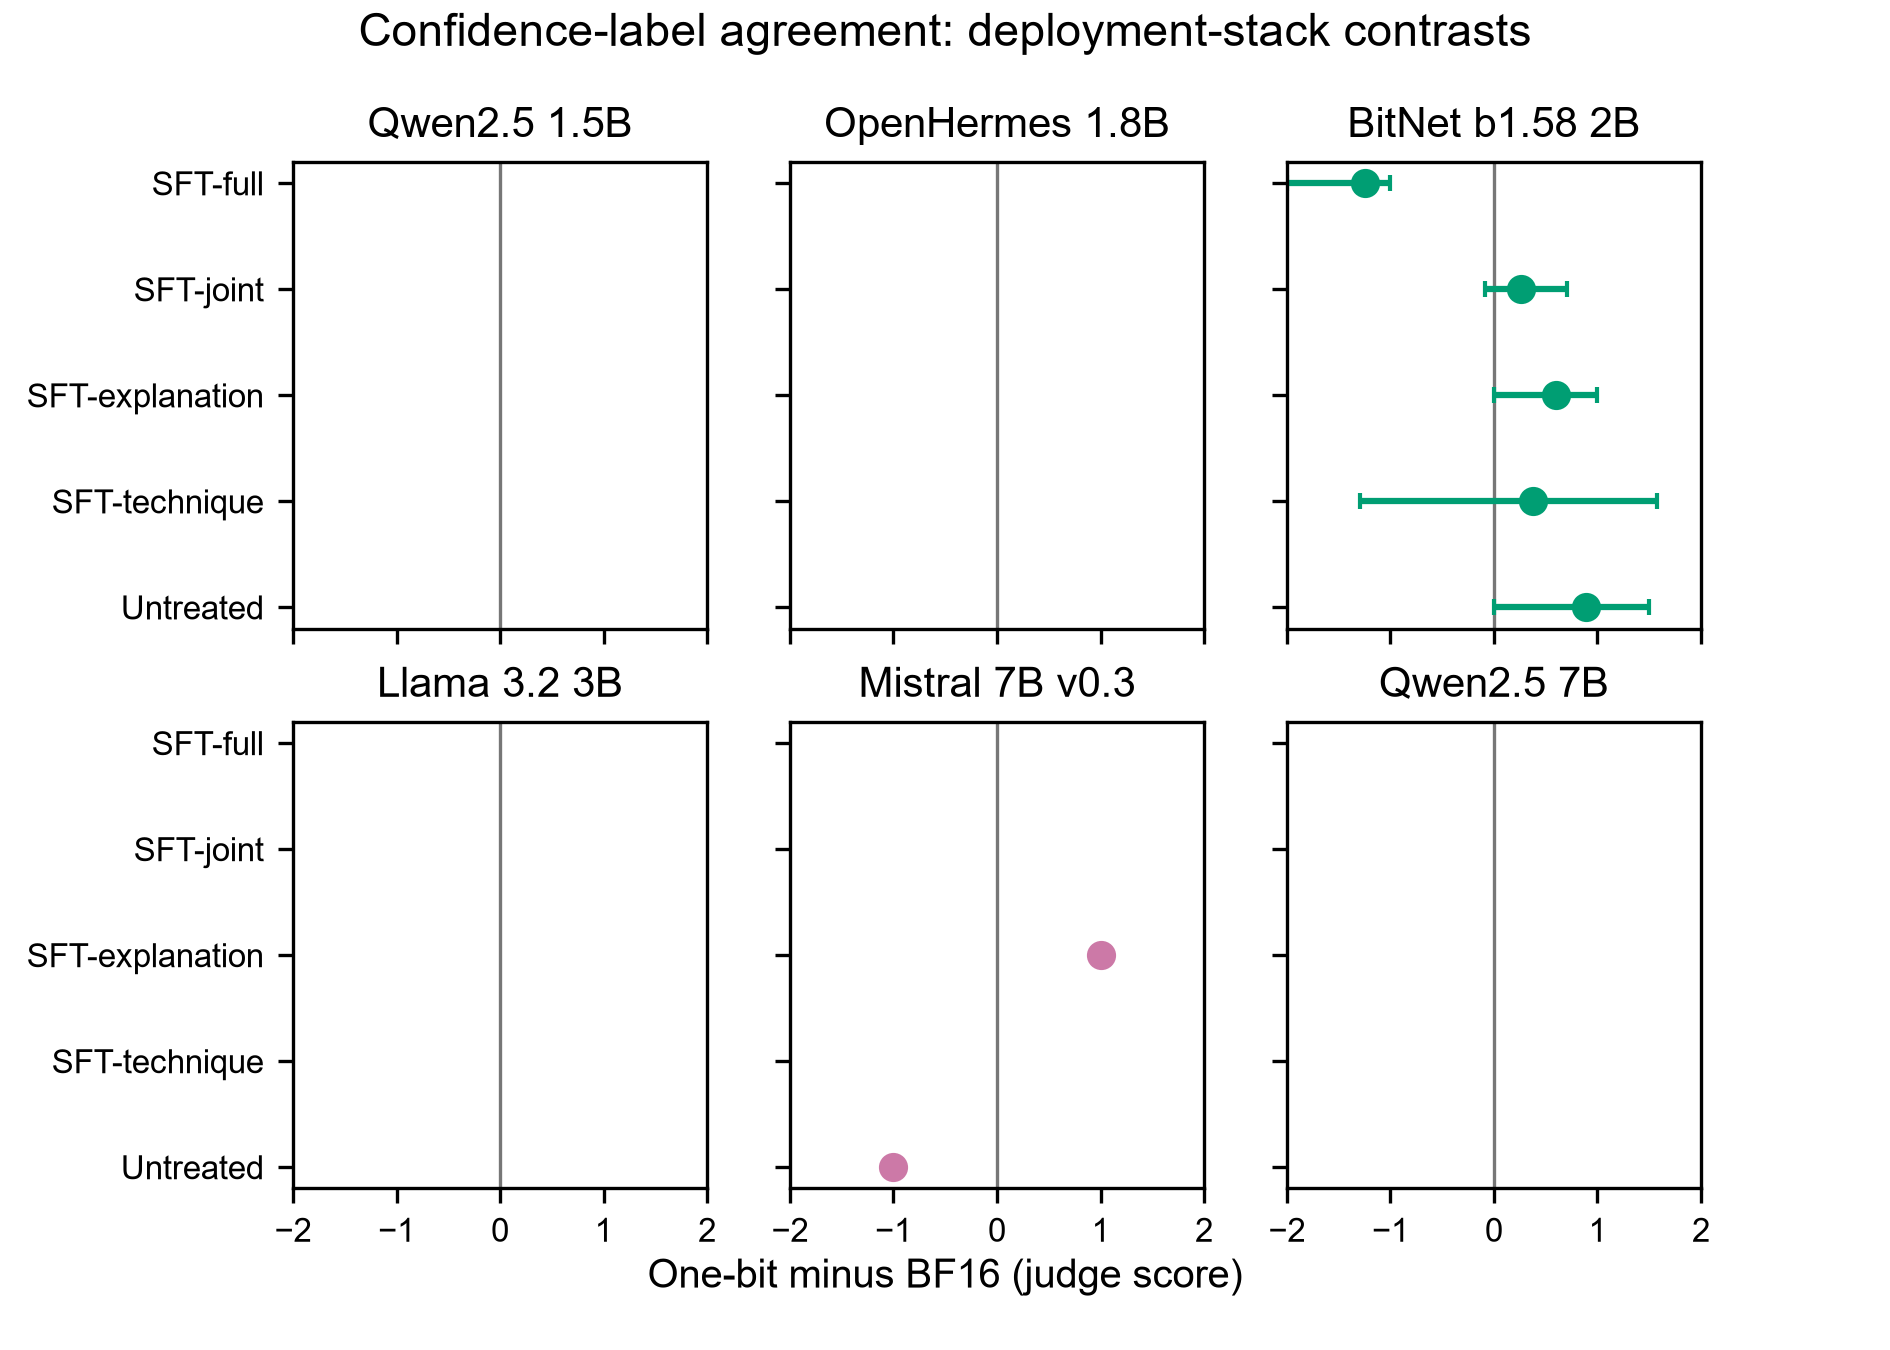 Confidence-label agreement: deployment-stack contrasts
Qwen2.5 1.5B
OpenHermes 1.8B
BitNet b1.58 2B
SFT-full
SFT-joint
SFT-explanation
SFT-technique
Untreated
Llama 3.2 3B
Mistral 7B v0.3
Qwen2.5 7B
SFT-full
SFT-joint
SFT-explanation
SFT-technique
Untreated
−2 −1 0 1 2
−2 −1 0 1 2
−2 −1 0 1 2
One-bit minus BF16 (judge score)